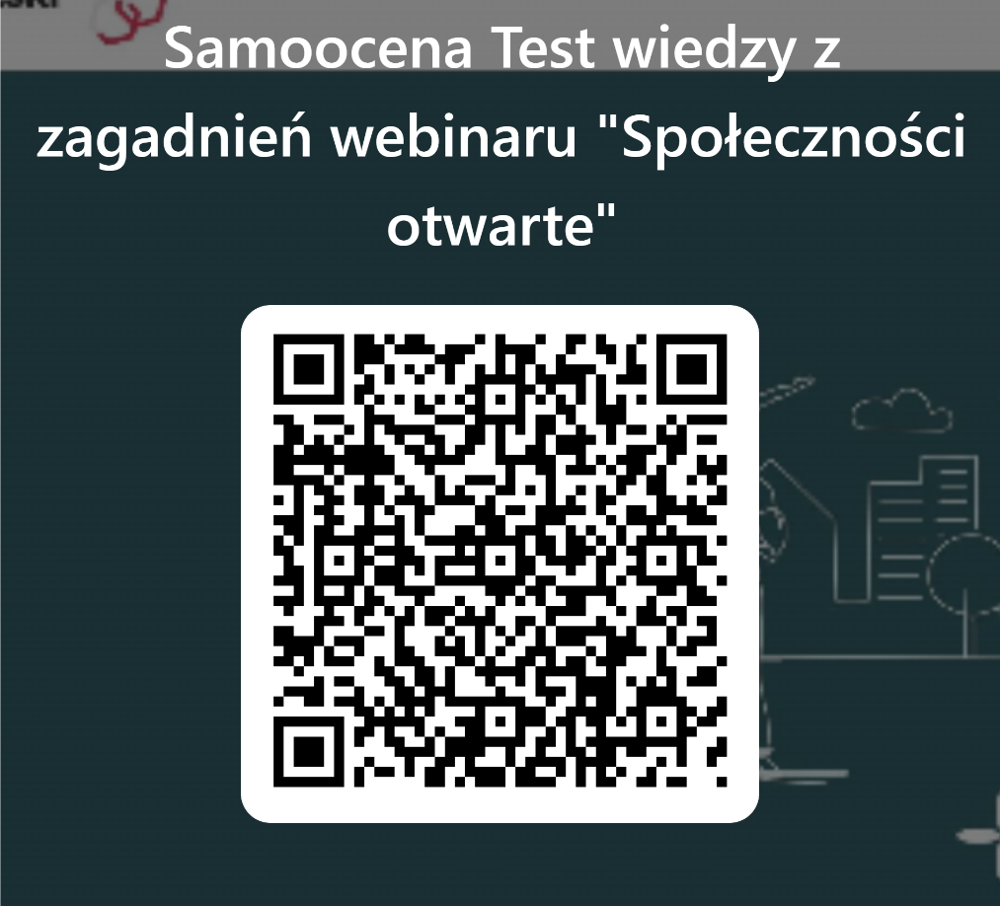 Samoocena Test wiedzy z
zagadnień webinaru "Społeczności
otwarte"